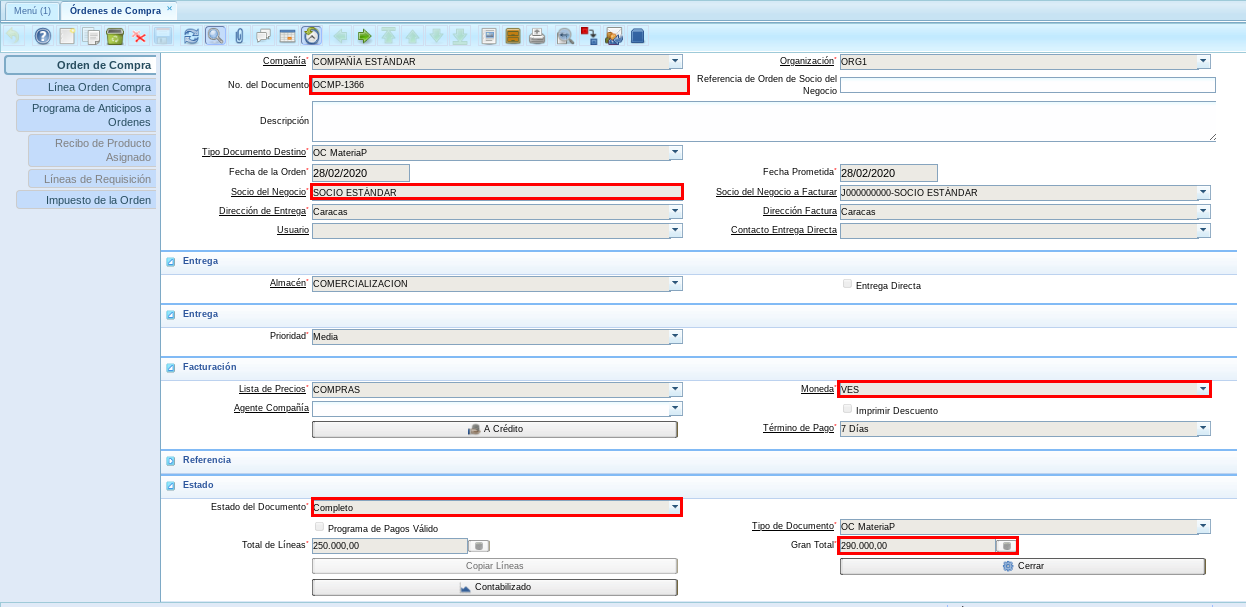 Menú (1)
Órdenes de Compra
Orden de Compra
Línea Orden Compra
Programa de Anticipos a
Ordenes
Recibo de Producto
Asignado
Líneas de Requisición
Impuesto de la Orden
Compañía* COMPAÑÍA ESTÁNDAR Organización* ORG1
No. del Documento* OCMP-1366 Referencia de Orden de Socio del
Negocio
Descripción
Tipo Documento Destino* OC MateriaP
Fecha de la Orden* 28/02/2020 Fecha Prometida* 28/02/2020
Socio del Negocio* SOCIO ESTÁNDAR Socio del Negocio a Facturar J000000000-SOCIO ESTÁNDAR
Dirección de Entrega* Caracas Dirección Factura Caracas
Usuario Contacto Entrega Directa
Entrega
Almacén* COMERCIALIZACION Entrega Directa
Entrega
Prioridad* Media
Facturación
Lista de Precios* COMPRAS Moneda* VES
Agente Compañía Imprimir Descuento
A Crédito Término de Pago* 7 Días
Referencia
Estado
Estado del Documento* Completo
Programa de Pagos Válido Tipo de Documento* OC MateriaP
Total de Líneas* 250.000,00 Gran Total* 290.000,00
Copiar Líneas Cerrar
Contabilizado